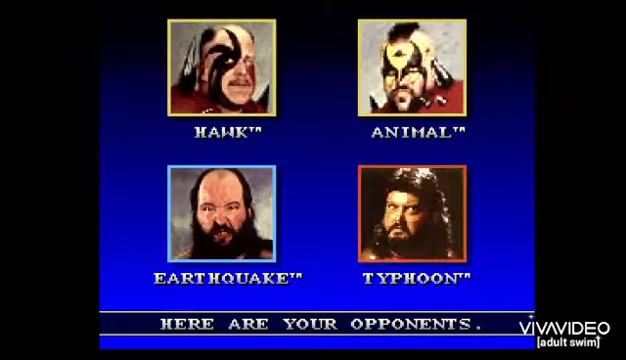 HAWK™
ANIMAL™
EARTHQUAKE™
TYPHOON™
HERE ARE YOUR OPPONENTS.
VIVAVIDEO
[adult swim]